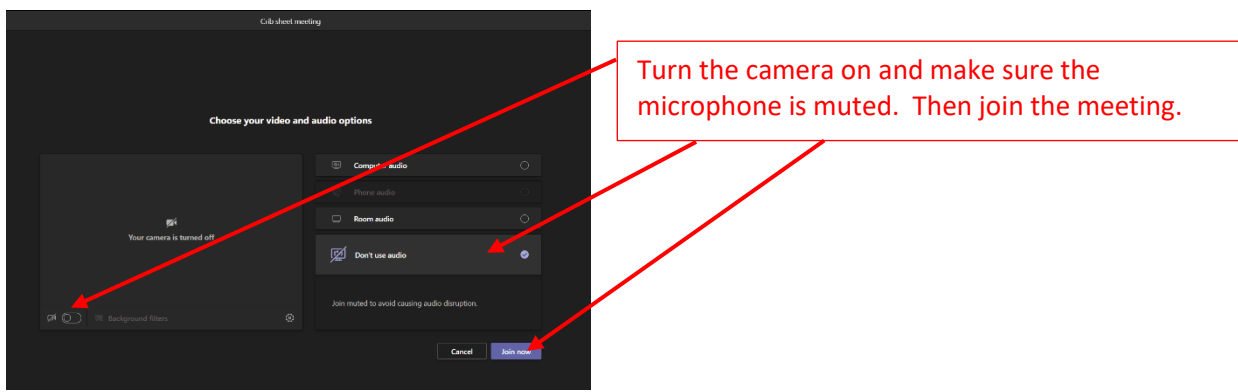 Crib sheet meeting
Turn the camera on and make sure the
microphone is muted. Then join the meeting.
Choose your video and audio options
Computer audio
Phone audio
Your camera is turned off
Room audio
Don't use audio
Join muted to avoid causing audio disruption.
Background filters
Cancel
Join now